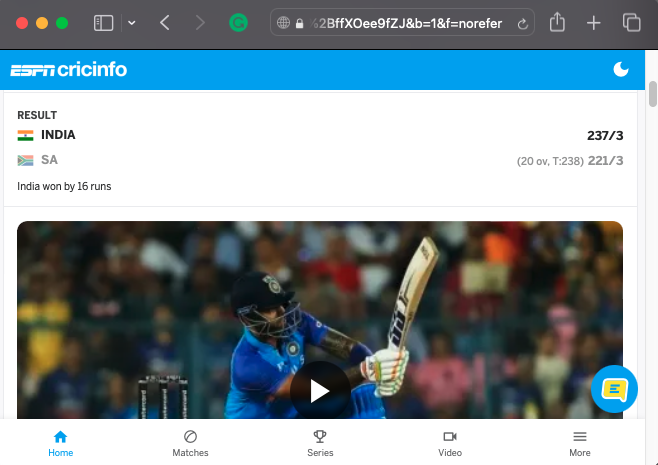 %2BffXOee9fZJ&b=1&f=norefer
ESPN cricinfo
RESULT
INDIA 237/3
SA (20 ov, T:238) 221/3
India won by 16 runs
Home Matches Series Video More